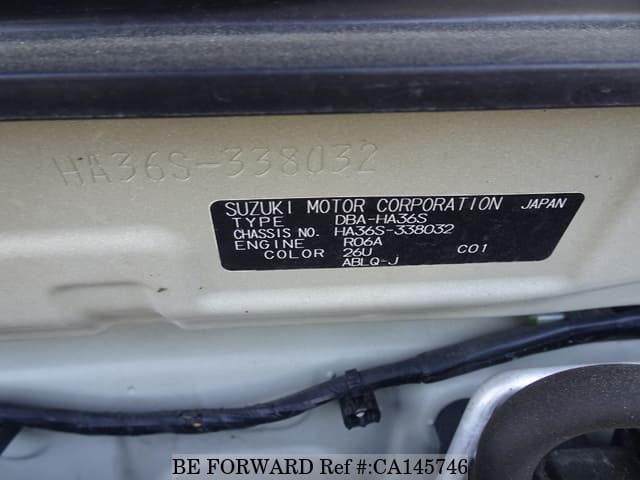 HA36S-338032
SUZUKI MOTOR CORPORATION JAPAN
TYPE DBA-HA36S
CHASSIS NO. HA36S-338032
ENGINE R06A
COLOR 26U C01
ABLQ-J
BE FORWARD Ref #:CA145746